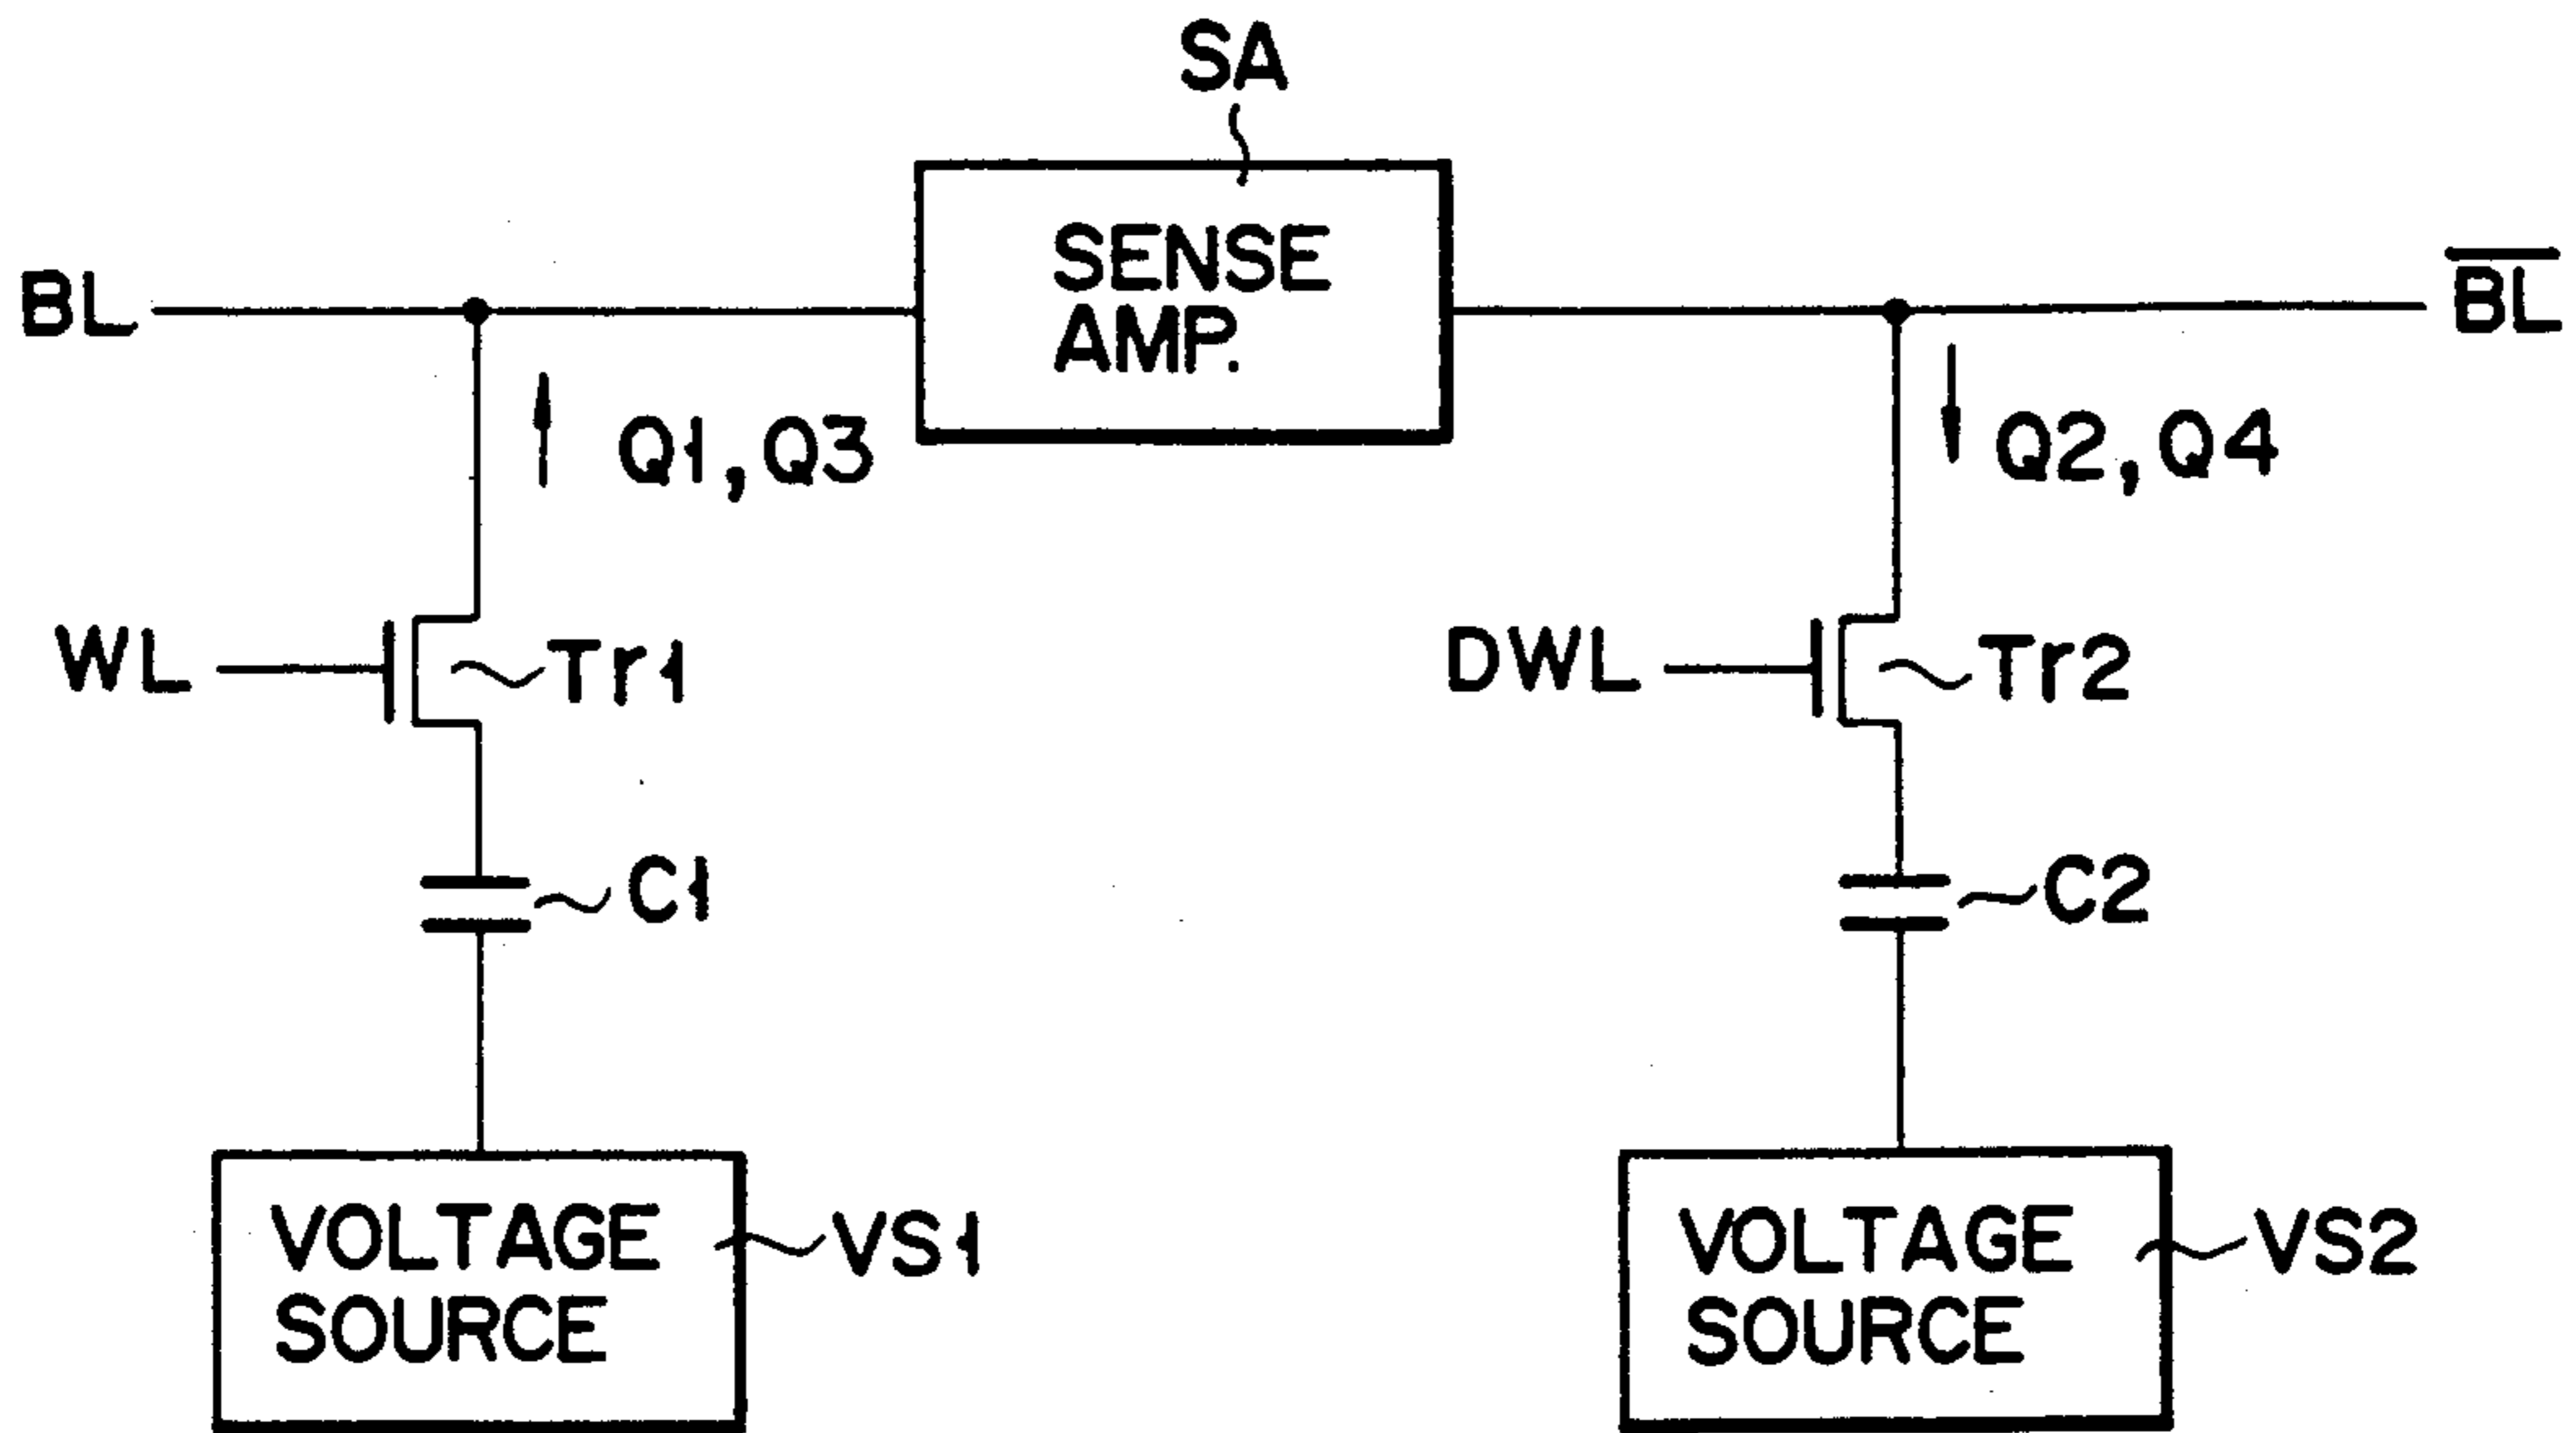 SA
SENSE
AMP.
BL
B̅L̅
Q1, Q3
Q2, Q4
WL
Tr1
DWL
Tr2
C1
C2
VOLTAGE
SOURCE
VS1
VOLTAGE
SOURCE
VS2